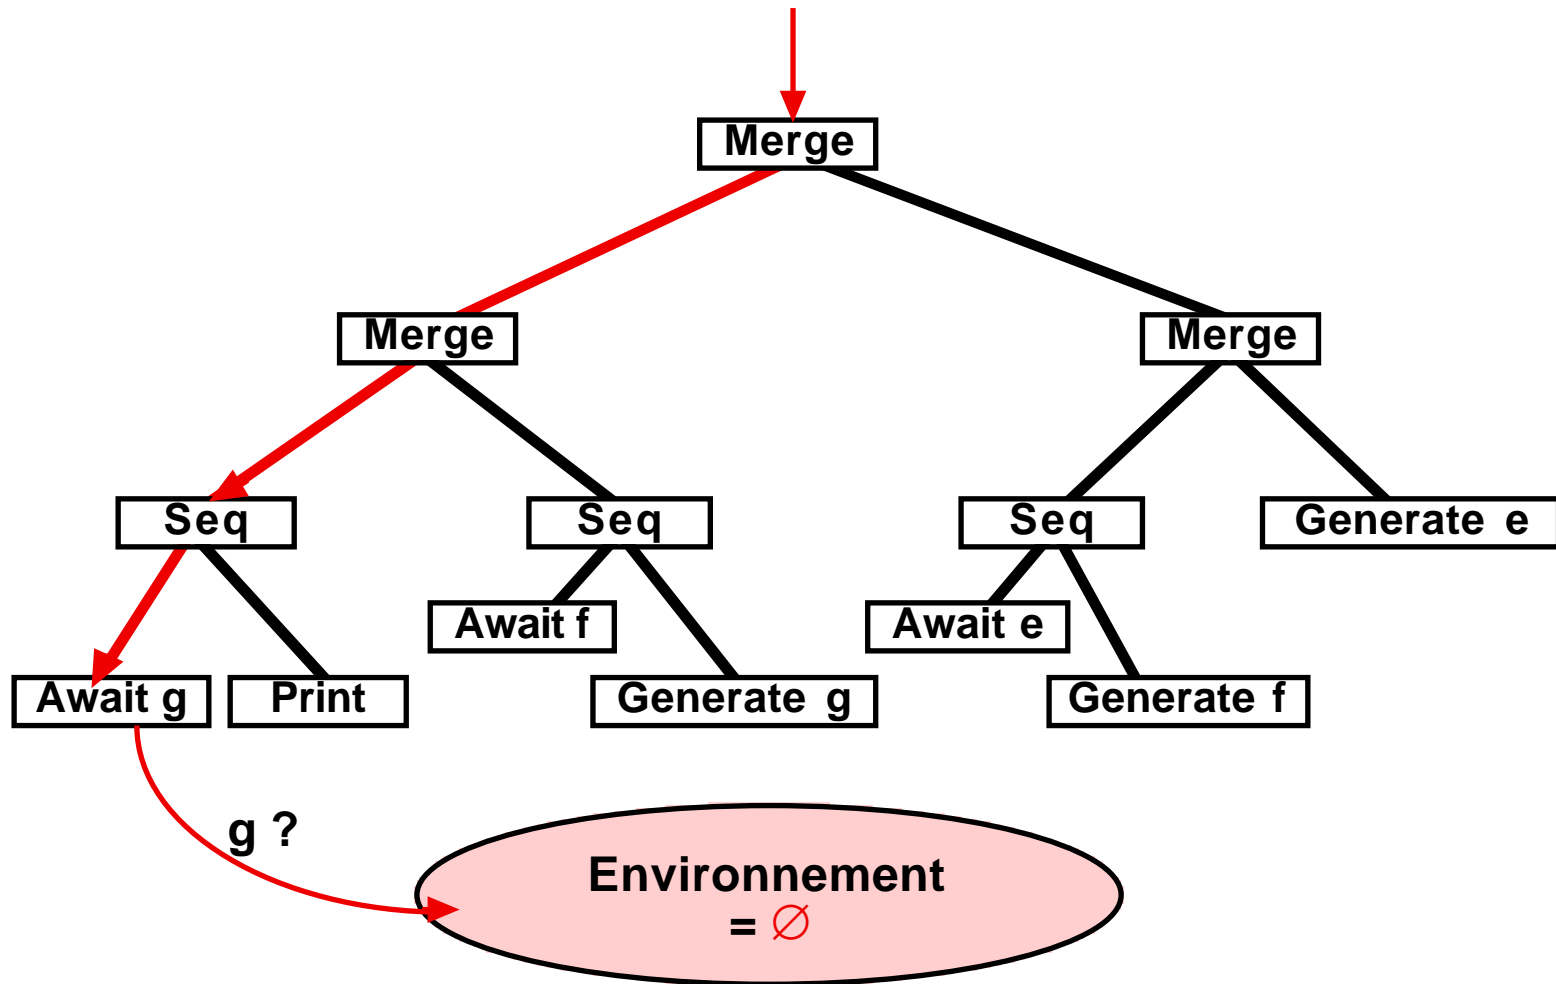 Merge
Merge
Merge
Seq
Seq
Seq
Generate e
Await f
Await e
Await g
Print
Generate g
Generate f
g ?
Environnement
= ∅